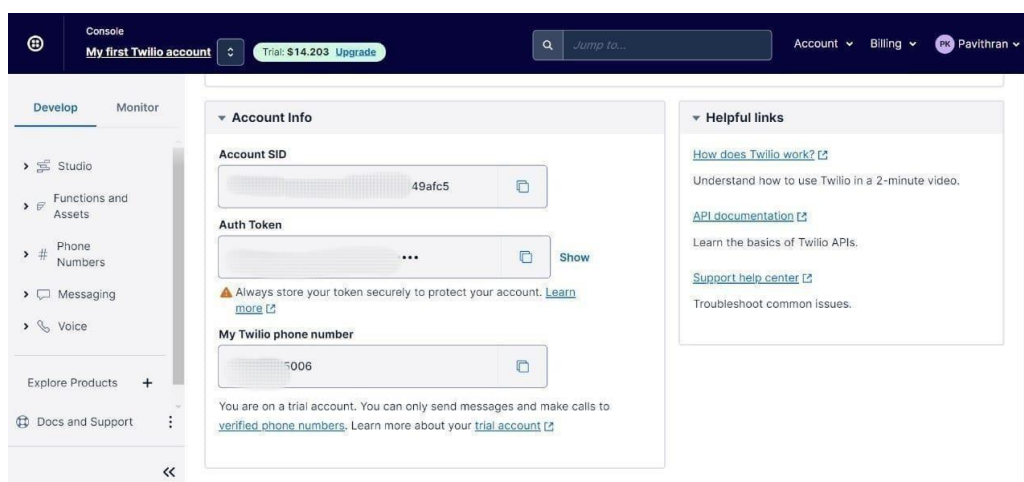 Console
My first Twilio account
Trial: $14.203 Upgrade
Jump to...
Account
Billing
PK Pavithran
Develop Monitor
Studio
Functions and
Assets
Phone
Numbers
Messaging
Voice
Explore Products +
Docs and Support
Account Info
Account SID
49afc5
Auth Token
•••
Show
Always store your token securely to protect your account. Learn
more
My Twilio phone number
5006
You are on a trial account. You can only send messages and make calls to
verified phone numbers. Learn more about your trial account
Helpful links
How does Twilio work?
Understand how to use Twilio in a 2-minute video.
API documentation
Learn the basics of Twilio APIs.
Support help center
Troubleshoot common issues.